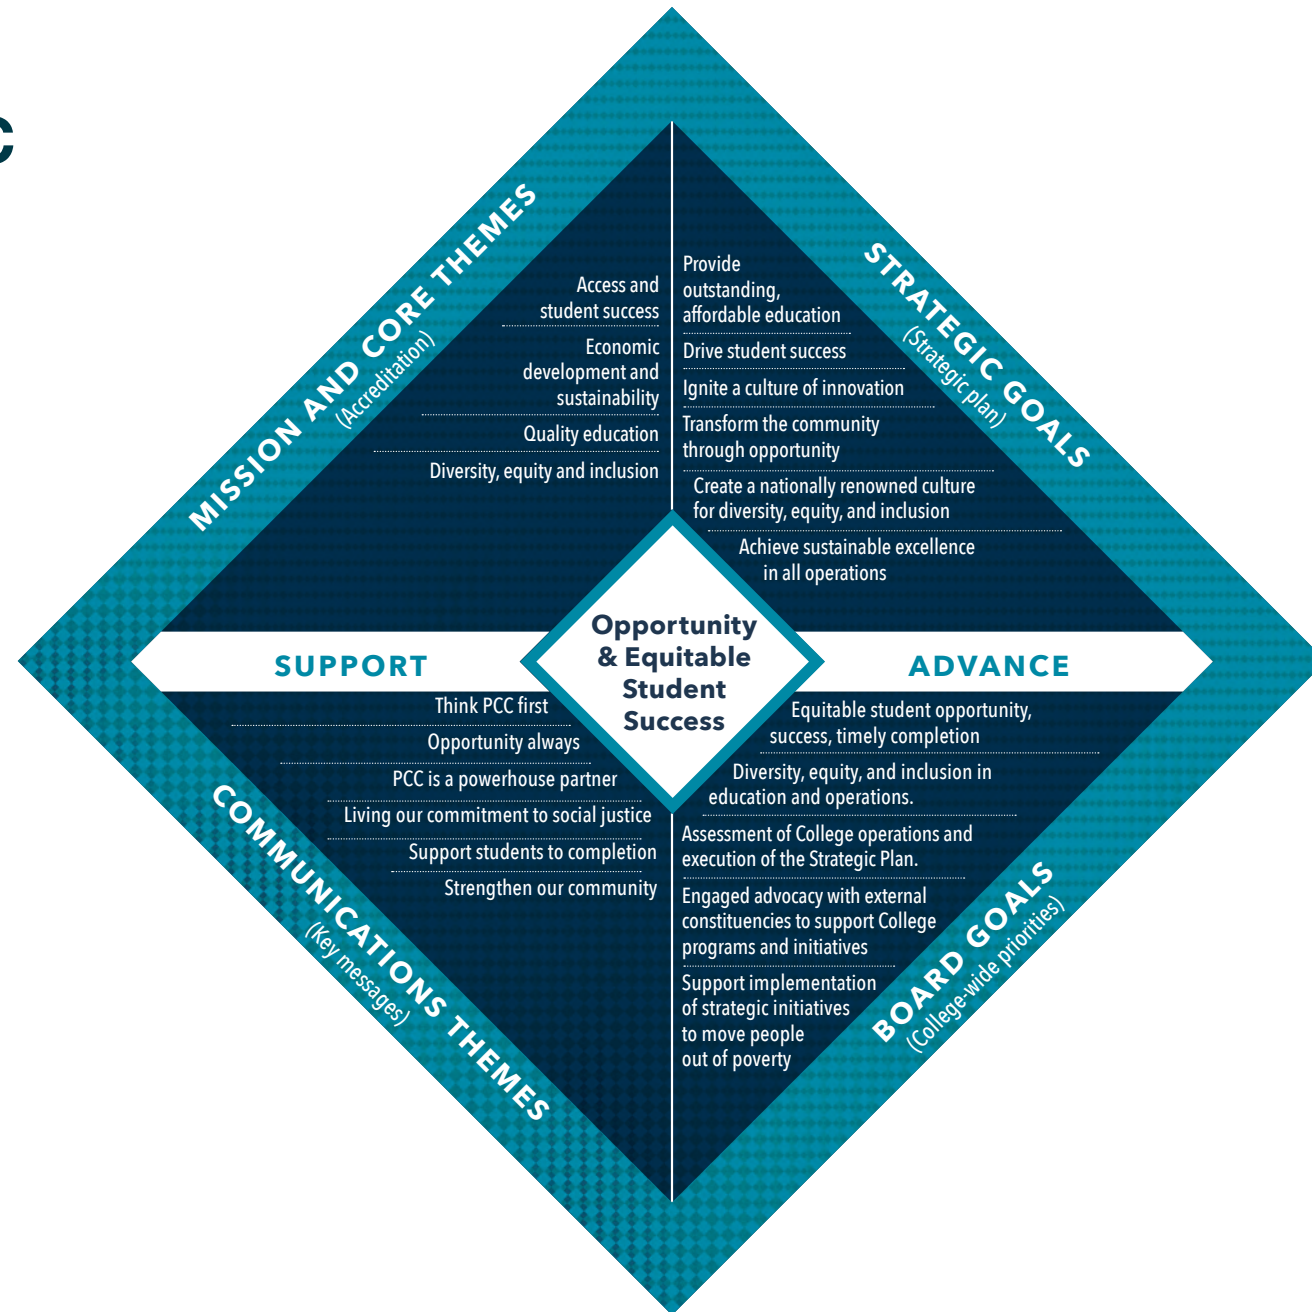 C
MISSION AND CORE THEMES
(Accreditation)
Access and
student success
Economic
development and
sustainability
Quality education
Diversity, equity and inclusion
STRATEGIC GOALS
(Strategic plan)
Provide
outstanding,
affordable education
Drive student success
Ignite a culture of innovation
Transform the community
through opportunity
Create a nationally renowned culture
for diversity, equity, and inclusion
Achieve sustainable excellence
in all operations
SUPPORT
Opportunity
& Equitable
Student
Success
ADVANCE
Think PCC first
Opportunity always
PCC is a powerhouse partner
Living our commitment to social justice
Support students to completion
Strengthen our community
COMMUNICATIONS THEMES
(Key messages)
Equitable student opportunity,
success, timely completion
Diversity, equity, and inclusion in
education and operations.
Assessment of College operations and
execution of the Strategic Plan.
Engaged advocacy with external
constituencies to support College
programs and initiatives
Support implementation
of strategic initiatives
to move people
out of poverty
BOARD GOALS
(College-wide priorities)